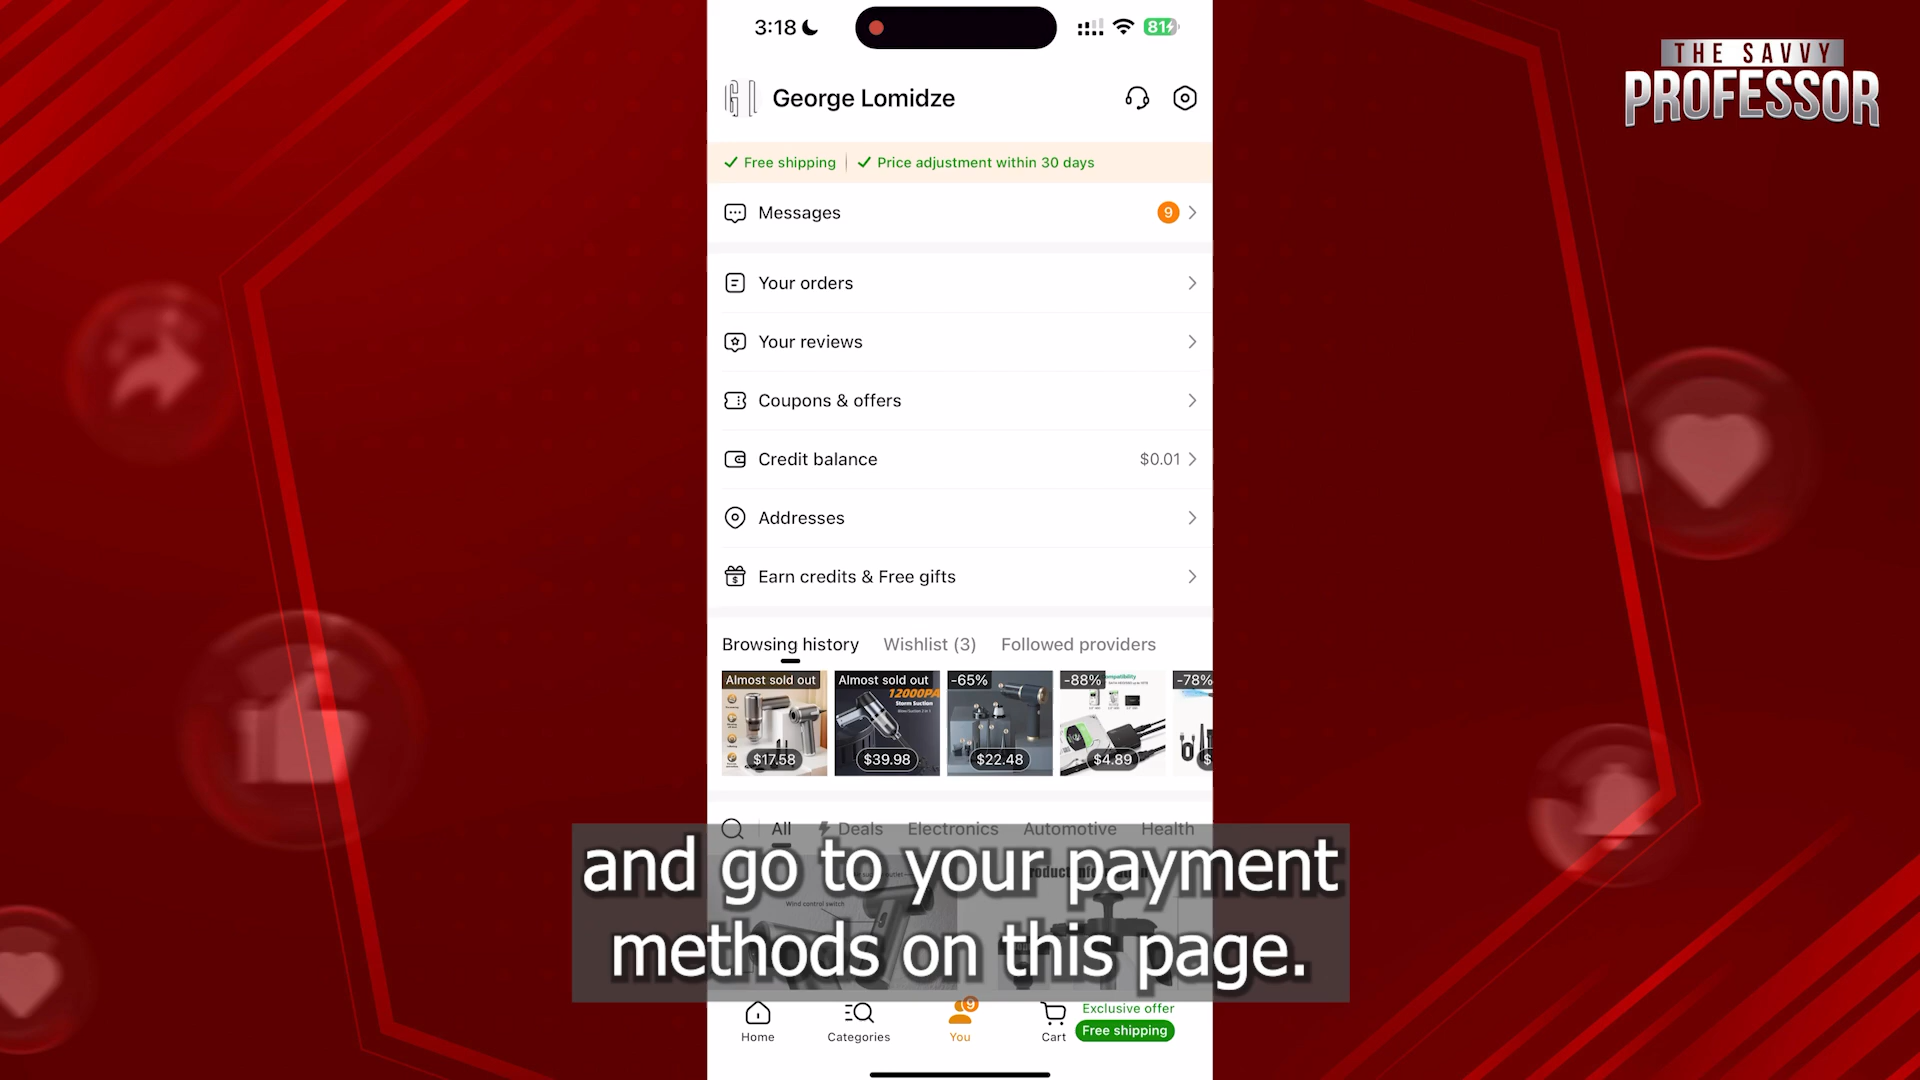 3:18
81
THE SAVVY
PROFESSOR
GL George Lomidze
Free shipping
Price adjustment within 30 days
Messages
9
Your orders
Your reviews
Coupons & offers
Credit balance
$0.01
Addresses
Earn credits & Free gifts
Browsing history
Wishlist (3)
Followed providers
Almost sold out
Almost sold out
-65%
-88%
-78%
12000PA
Storm Suction
$17.58
$39.98
$22.48
$4.89
$
All
Deals
Electronics
Automotive
Health
Wind control switch
and go to your payment
methods on this page.
9
Exclusive offer
Free shipping
Home
Categories
You
Cart